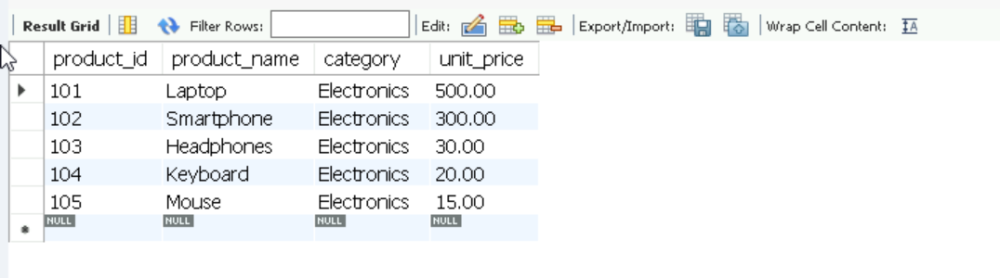 Result Grid Filter Rows: Edit: Export/Import: Wrap Cell Content: IA
product_id product_name category unit_price
101 Laptop Electronics 500.00
102 Smartphone Electronics 300.00
103 Headphones Electronics 30.00
104 Keyboard Electronics 20.00
105 Mouse Electronics 15.00
NULL NULL NULL NULL